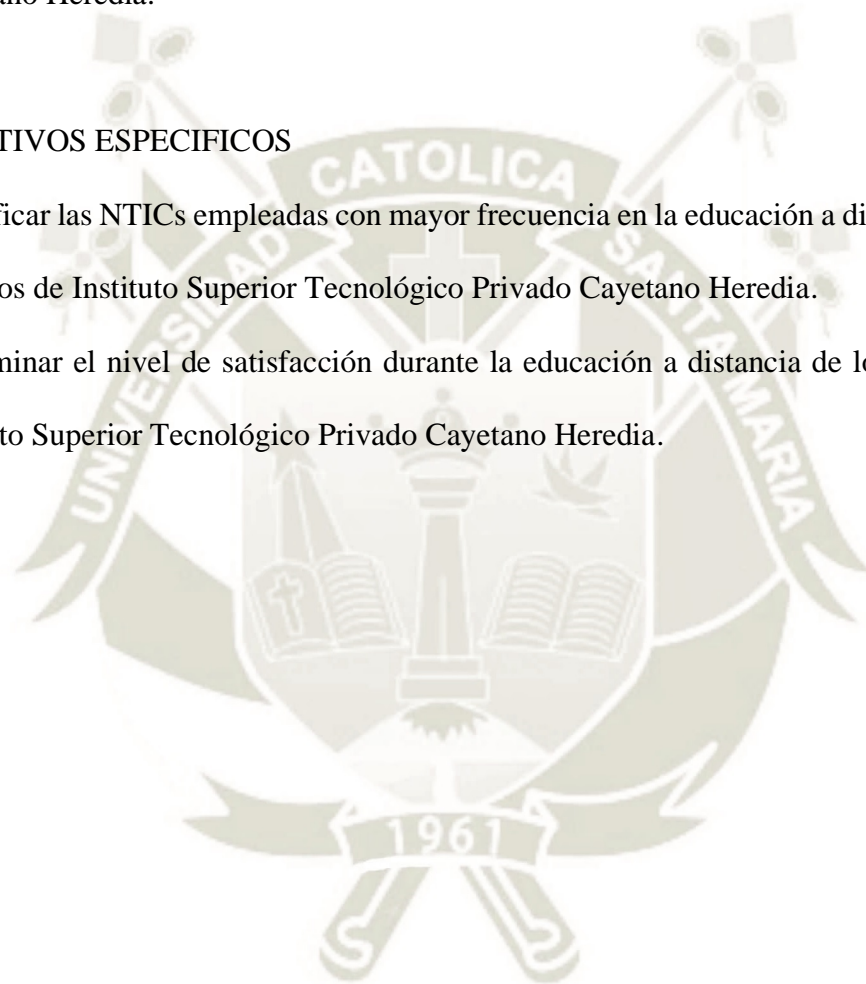 ano Heredia.
TIVOS ESPECIFICOS
ficar las NTICs empleadas con mayor frecuencia en la educación a di
os de Instituto Superior Tecnológico Privado Cayetano Heredia.
minar el nivel de satisfacción durante la educación a distancia de lo
to Superior Tecnológico Privado Cayetano Heredia.
UNIVERSIDAD CATOLICA SANTA MARIA
1961